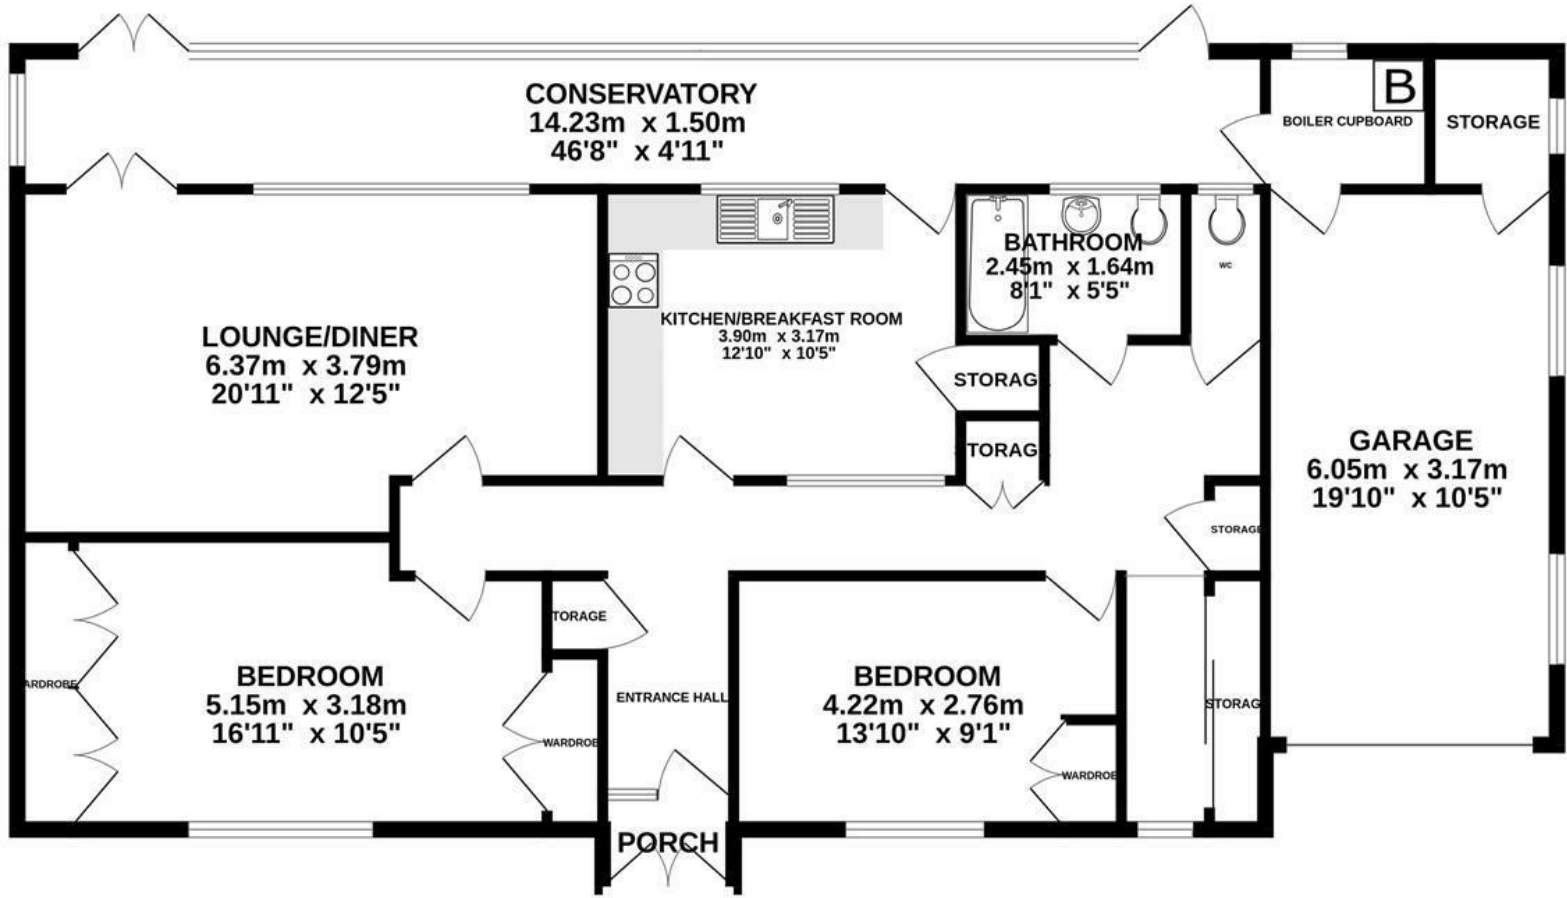 CONSERVATORY
14.23m x 1.50m
46'8" x 4'11"
B
BOILER CUPBOARD
STORAGE
BATHROOM
2.45m x 1.64m
8'1" x 5'5"
WC
LOUNGE/DINER
6.37m x 3.79m
20'11" x 12'5"
KITCHEN/BREAKFAST ROOM
3.90m x 3.17m
12'10" x 10'5"
STORAG
TORAG
GARAGE
6.05m x 3.17m
19'10" x 10'5"
STORAGE
TORAGE
BEDROOM
5.15m x 3.18m
16'11" x 10'5"
ARDROBE
WARDROBE
ENTRANCE HALL
BEDROOM
4.22m x 2.76m
13'10" x 9'1"
WARDROBE
STORAG
PORCH